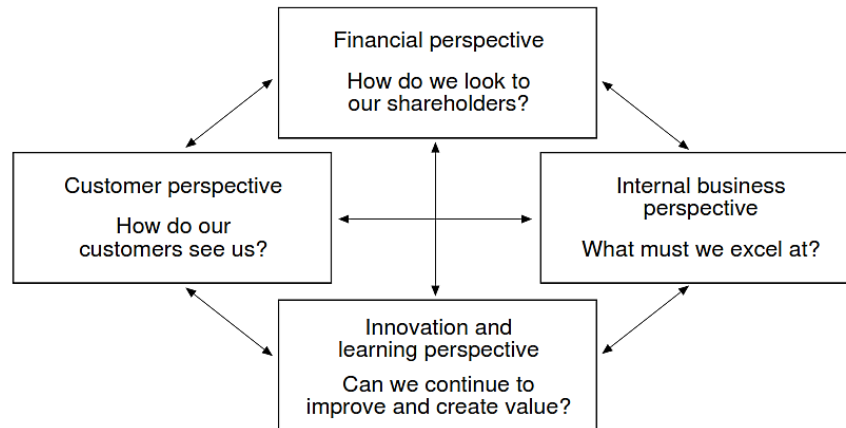 Financial perspective
How do we look to
our shareholders?
Customer perspective
How do our
customers see us?
Internal business
perspective
What must we excel at?
Innovation and
learning perspective
Can we continue to
improve and create value?